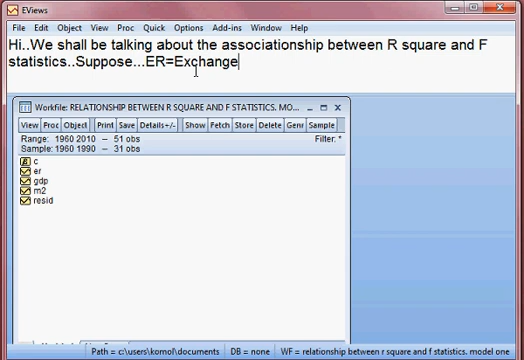 EViews
File Edit Object View Proc Quick Options Add-ins Window Help
Hi..We shall be talking about the associationship between R square and F
statistics..Suppose...ER=Exchange
Workfile: RELATIONSHIP BETWEEN R SQUARE AND F STATISTICS. MO...
View Proc Object Print Save Details+/- Show Fetch Store Delete Genr Sample
Range: 1960 2010 – 51 obs Filter: *
Sample: 1960 1990 – 31 obs
c
er
gdp
m2
resid
Path = c:\users\komol\documents DB = none WF = relationship between r square and f statistics. model one